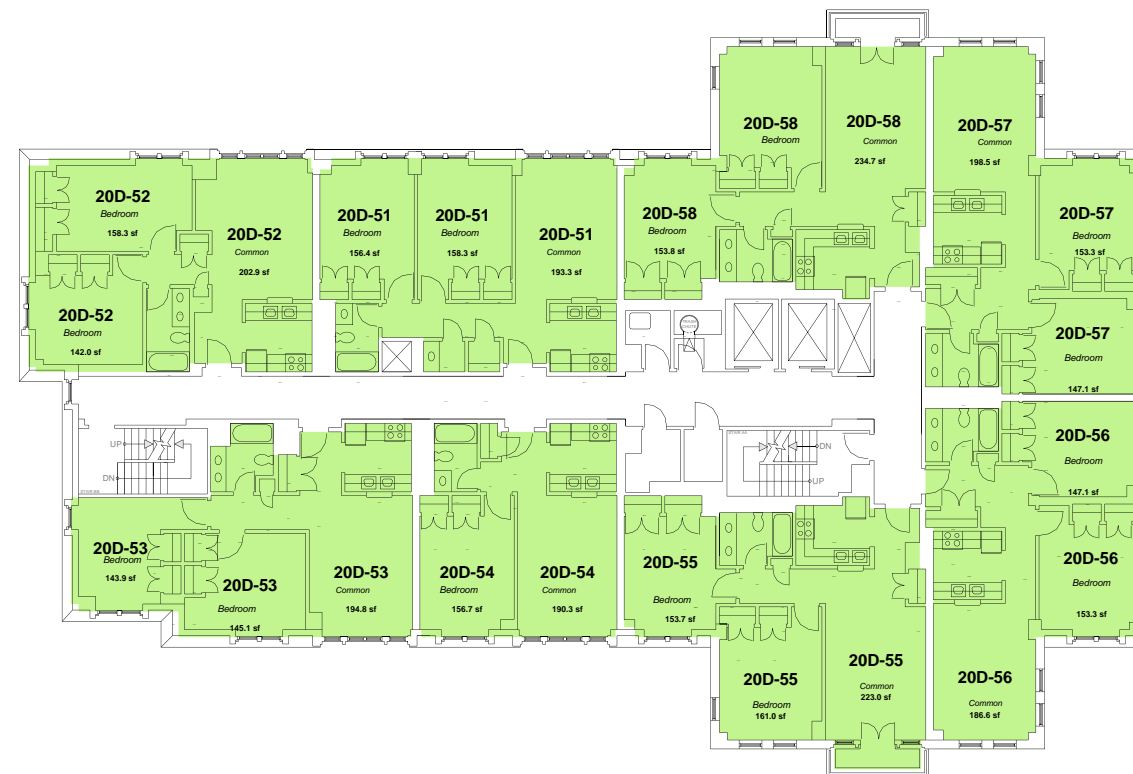 20D-58
Bedroom
20D-58
Common
234.7 sf
20D-57
Common
198.5 sf
20D-52
Bedroom
158.3 sf
20D-52
Common
202.9 sf
20D-51
Bedroom
156.4 sf
20D-51
Bedroom
158.3 sf
20D-51
Common
193.3 sf
20D-58
Bedroom
153.8 sf
20D-57
Bedroom
153.3 sf
20D-52
Bedroom
142.0 sf
TRASH
CHUTE
20D-57
Bedroom
147.1 sf
UP
DN
DN
UP
20D-56
Bedroom
147.1 sf
20D-53
Bedroom
143.9 sf
20D-53
Bedroom
145.1 sf
20D-53
Common
194.8 sf
20D-54
Bedroom
156.7 sf
20D-54
Common
190.3 sf
20D-55
Bedroom
153.7 sf
20D-56
Bedroom
153.3 sf
20D-55
Bedroom
161.0 sf
20D-55
Common
223.0 sf
20D-56
Common
186.6 sf